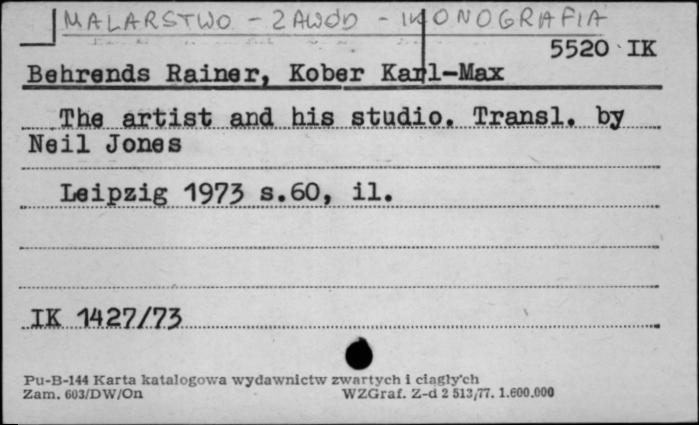 MALARSTWO - ZAWÓD - IKONOGRAFIA
5520 IK
Behrends Rainer, Kober Karl-Max
The artist and his studio. Transl. by
Neil Jones
Leipzig 1973 s.60, il.
IK 1427/73
Pu-B-144 Karta katalogowa wydawnictw zwartych i ciągłych
Zam. 603/DW/On WZGraf. Z-d 2 513/77. 1.600.000